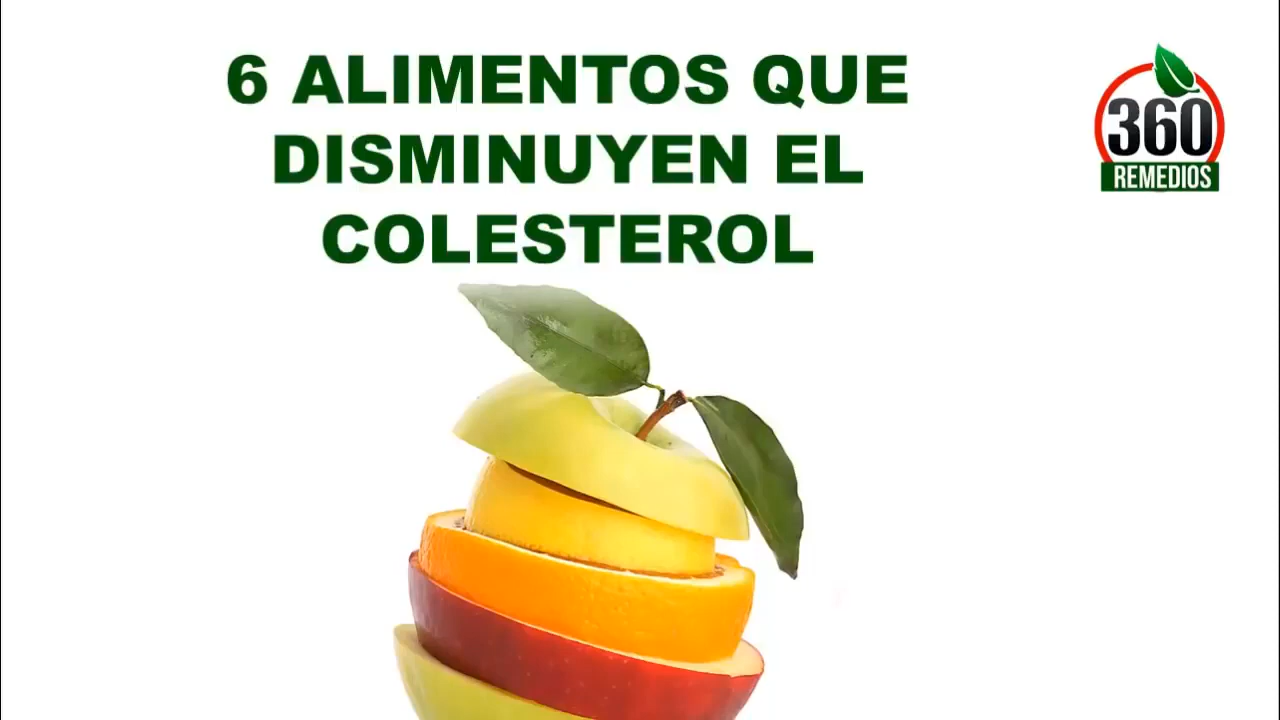 6 ALIMENTOS QUE
DISMINUYEN EL
COLESTEROL
360
REMEDIOS